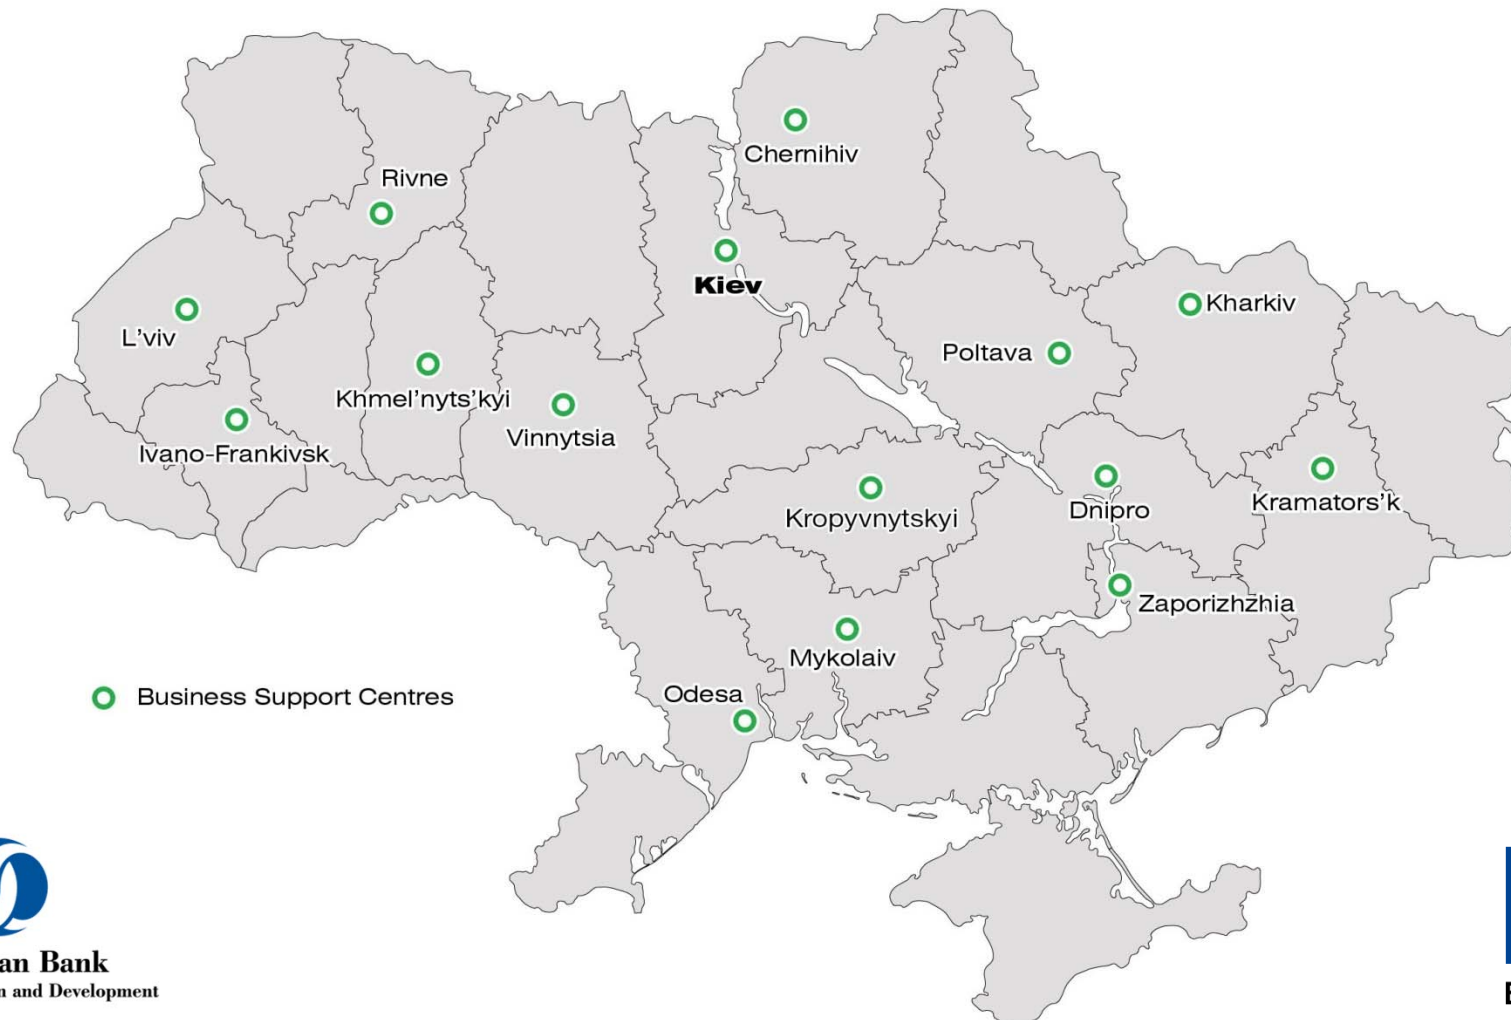 Chernihiv
Rivne
Kiev
Kharkiv
L'viv
Poltava
Khmel'nyts'kyi
Vinnytsia
Ivano-Frankivsk
Kramators'k
Dnipro
Kropyvnytskyi
Zaporizhzhia
Mykolaiv
Odesa
Business Support Centres
an Bank
n and Development